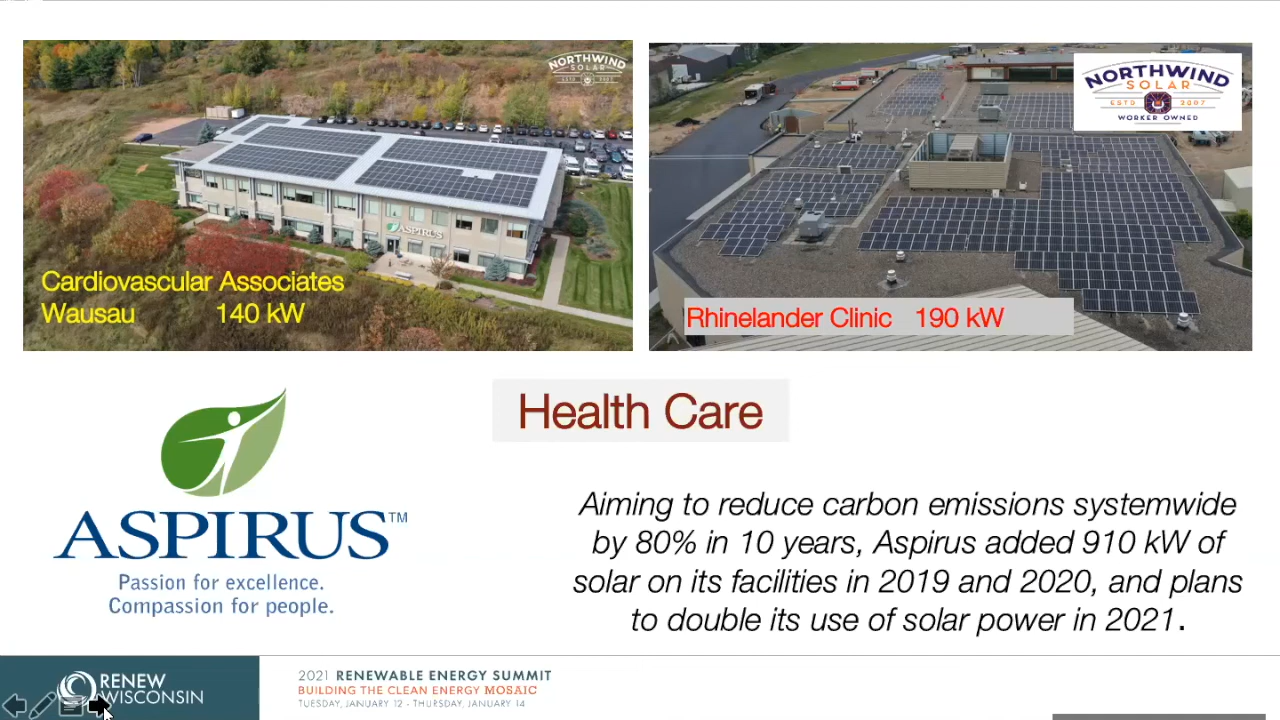 NORTHWIND
SOLAR
ESTD 2007
ASPIRUS
Cardiovascular Associates
Wausau 140 kW
NORTHWIND
SOLAR
ESTD 2007
WORKER OWNED
Rhinelander Clinic 190 kW
Health Care
ASPIRUS™
Passion for excellence.
Compassion for people.
Aiming to reduce carbon emissions systemwide
by 80% in 10 years, Aspirus added 910 kW of
solar on its facilities in 2019 and 2020, and plans
to double its use of solar power in 2021.
RENEW
WISCONSIN
2021 RENEWABLE ENERGY SUMMIT
BUILDING THE CLEAN ENERGY MOSAIC
TUESDAY, JANUARY 12 - THURSDAY, JANUARY 14